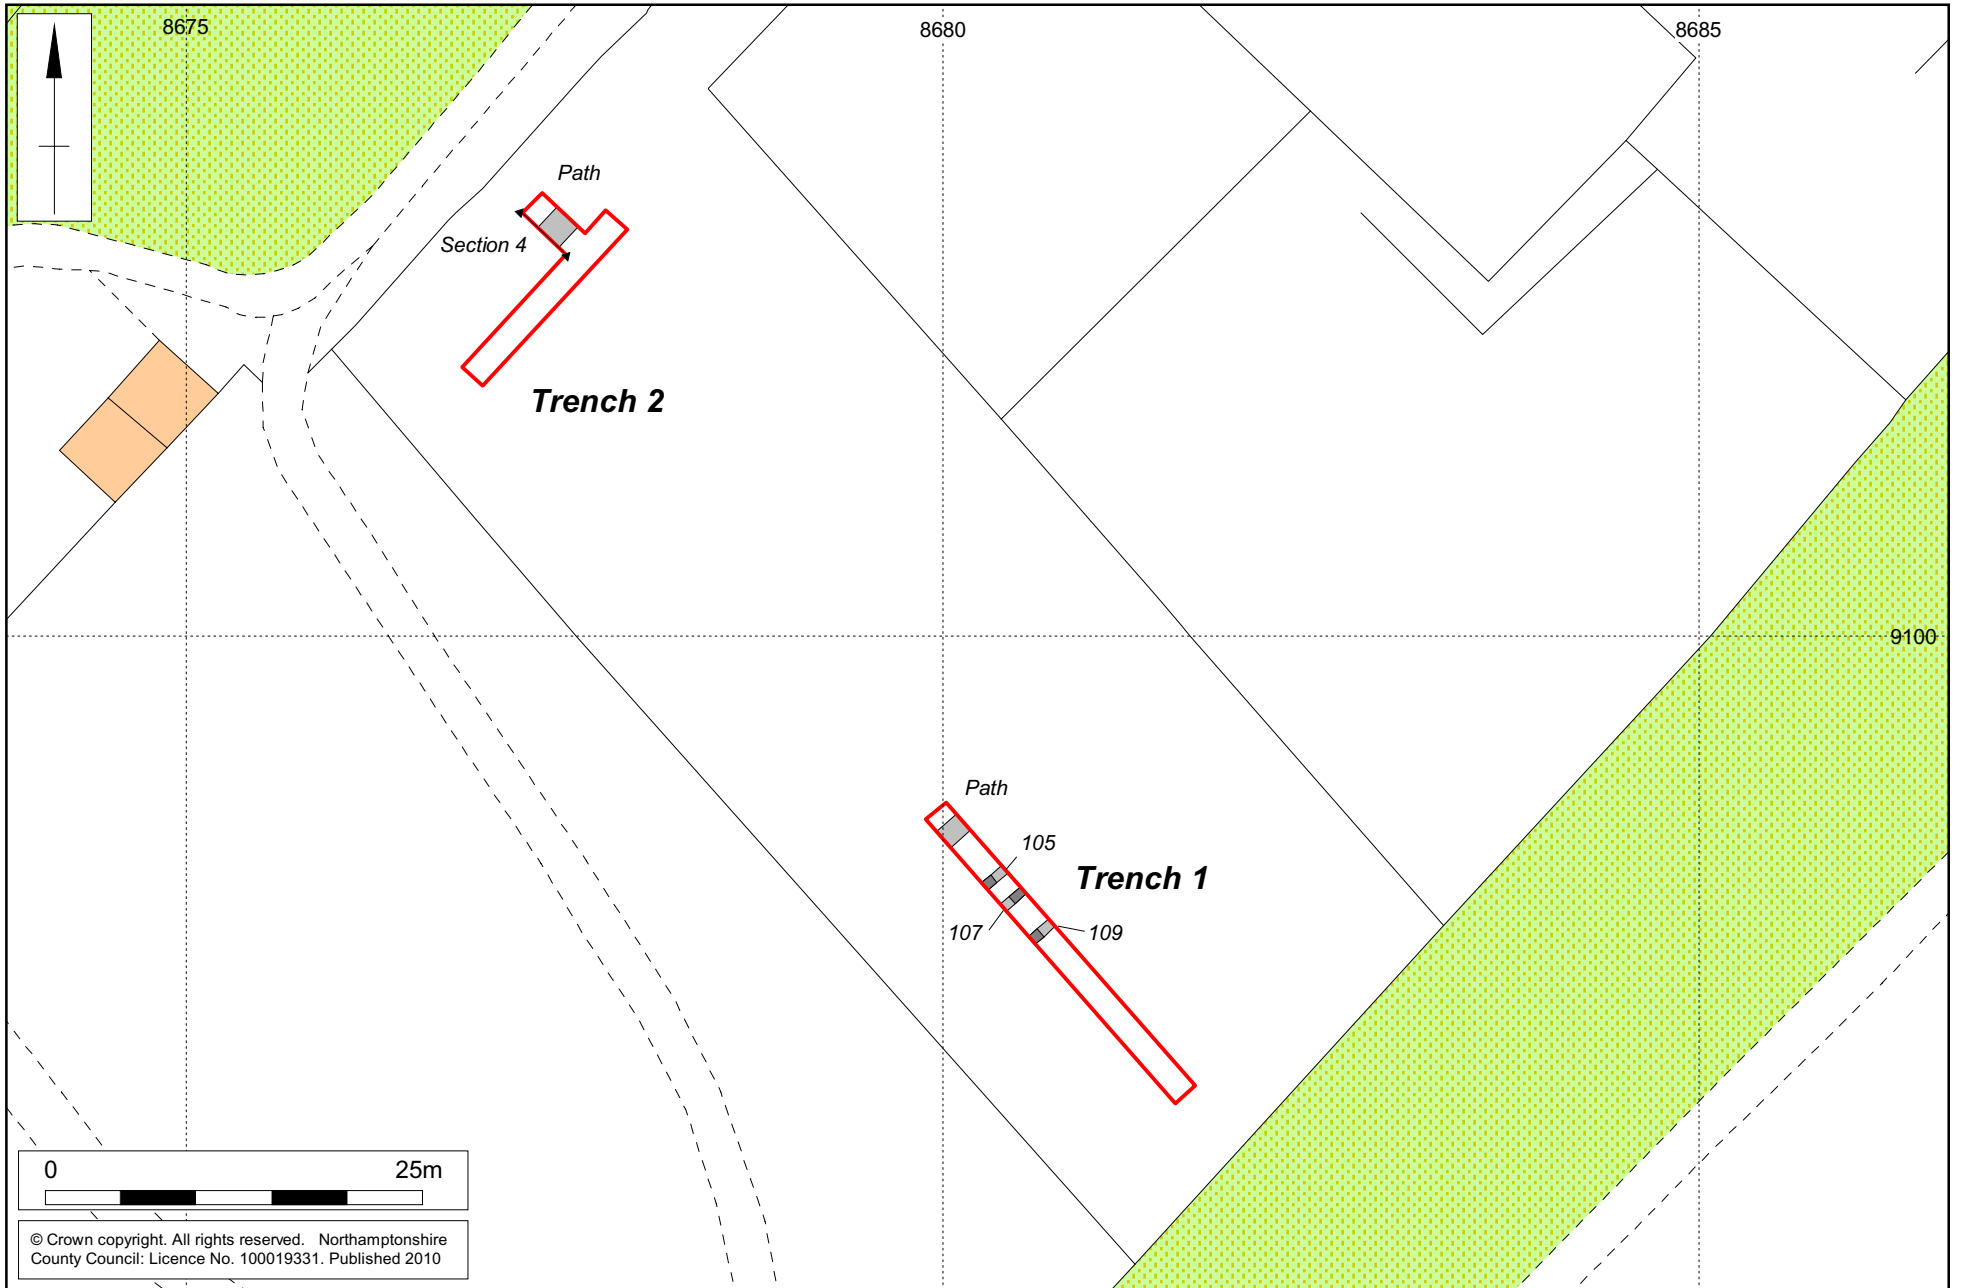 8675
8680
8685
Path
Section 4
Trench 2
9100
Path
105
Trench 1
107
109
0
25m
© Crown copyright. All rights reserved. Northamptonshire
County Council: Licence No. 100019331. Published 2010